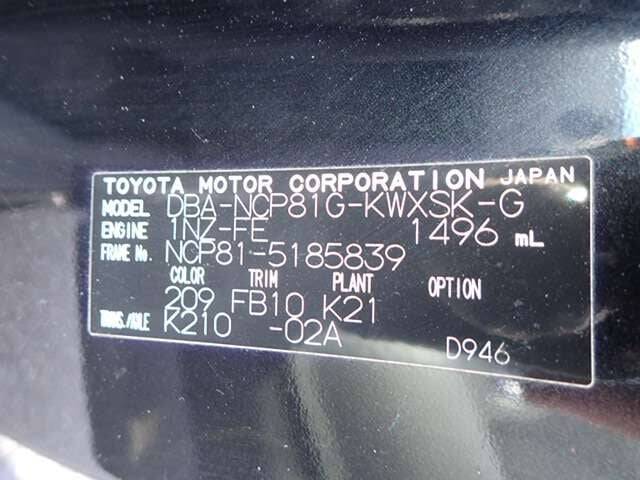 TOYOTA MOTOR CORPORATION JAPAN
MODEL DBA-NCP81G-KWXSK-G
ENGINE 1NZ-FE 1496 mL
FRAME No. NCP81-5185839
COLOR TRIM PLANT OPTION
209 FB10 K21
TRANS./AXLE K210 -02A
D946